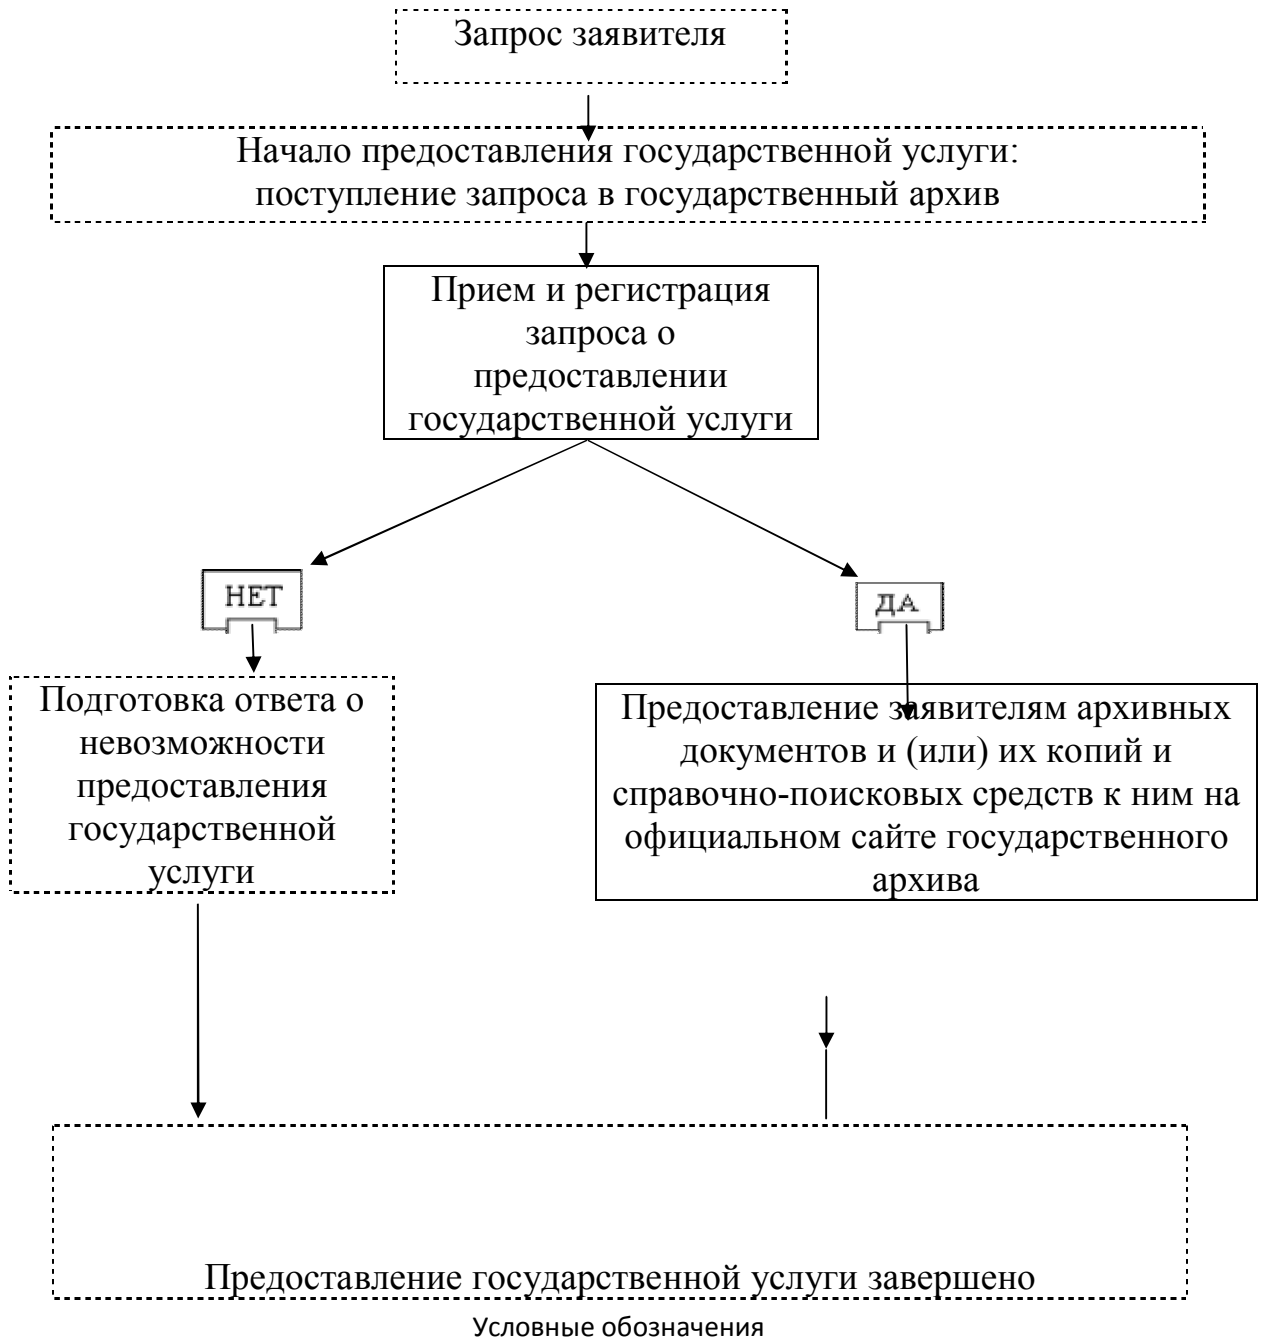 Запрос заявителя
Начало предоставления государственной услуги:
поступление запроса в государственный архив
Прием и регистрация
запроса о
предоставлении
государственной услуги
НЕТ
ДА
Подготовка ответа о
невозможности
предоставления
государственной
услуги
Предоставление заявителям архивных
документов и (или) их копий и
справочно-поисковых средств к ним на
официальном сайте государственного
архива
Предоставление государственной услуги завершено
Условные обозначения